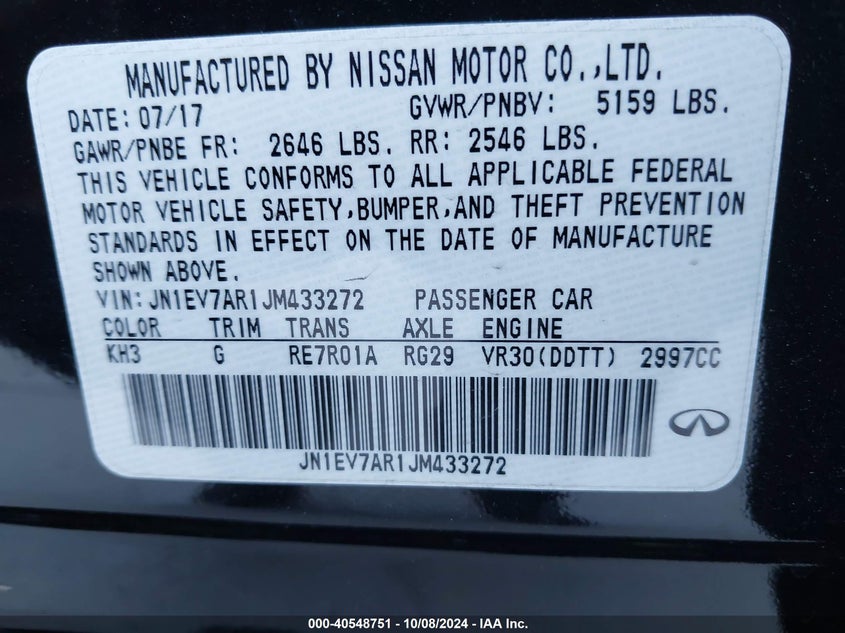 MANUFACTURED BY NISSAN MOTOR CO.,LTD.
DATE: 07/17 GVWR/PNBV: 5159 LBS.
GAWR/PNBE FR: 2646 LBS. RR: 2546 LBS.
THIS VEHICLE CONFORMS TO ALL APPLICABLE FEDERAL
MOTOR VEHICLE SAFETY,BUMPER,AND THEFT PREVENTION
STANDARDS IN EFFECT ON THE DATE OF MANUFACTURE
SHOWN ABOVE.
VIN:JN1EV7AR1JM433272 PASSENGER CAR
COLOR TRIM TRANS AXLE ENGINE
KH3 G RE7R01A RG29 VR30(DDTT) 2997CC
JN1EV7AR1JM433272
000-40548751 - 10/08/2024 - IAA Inc.